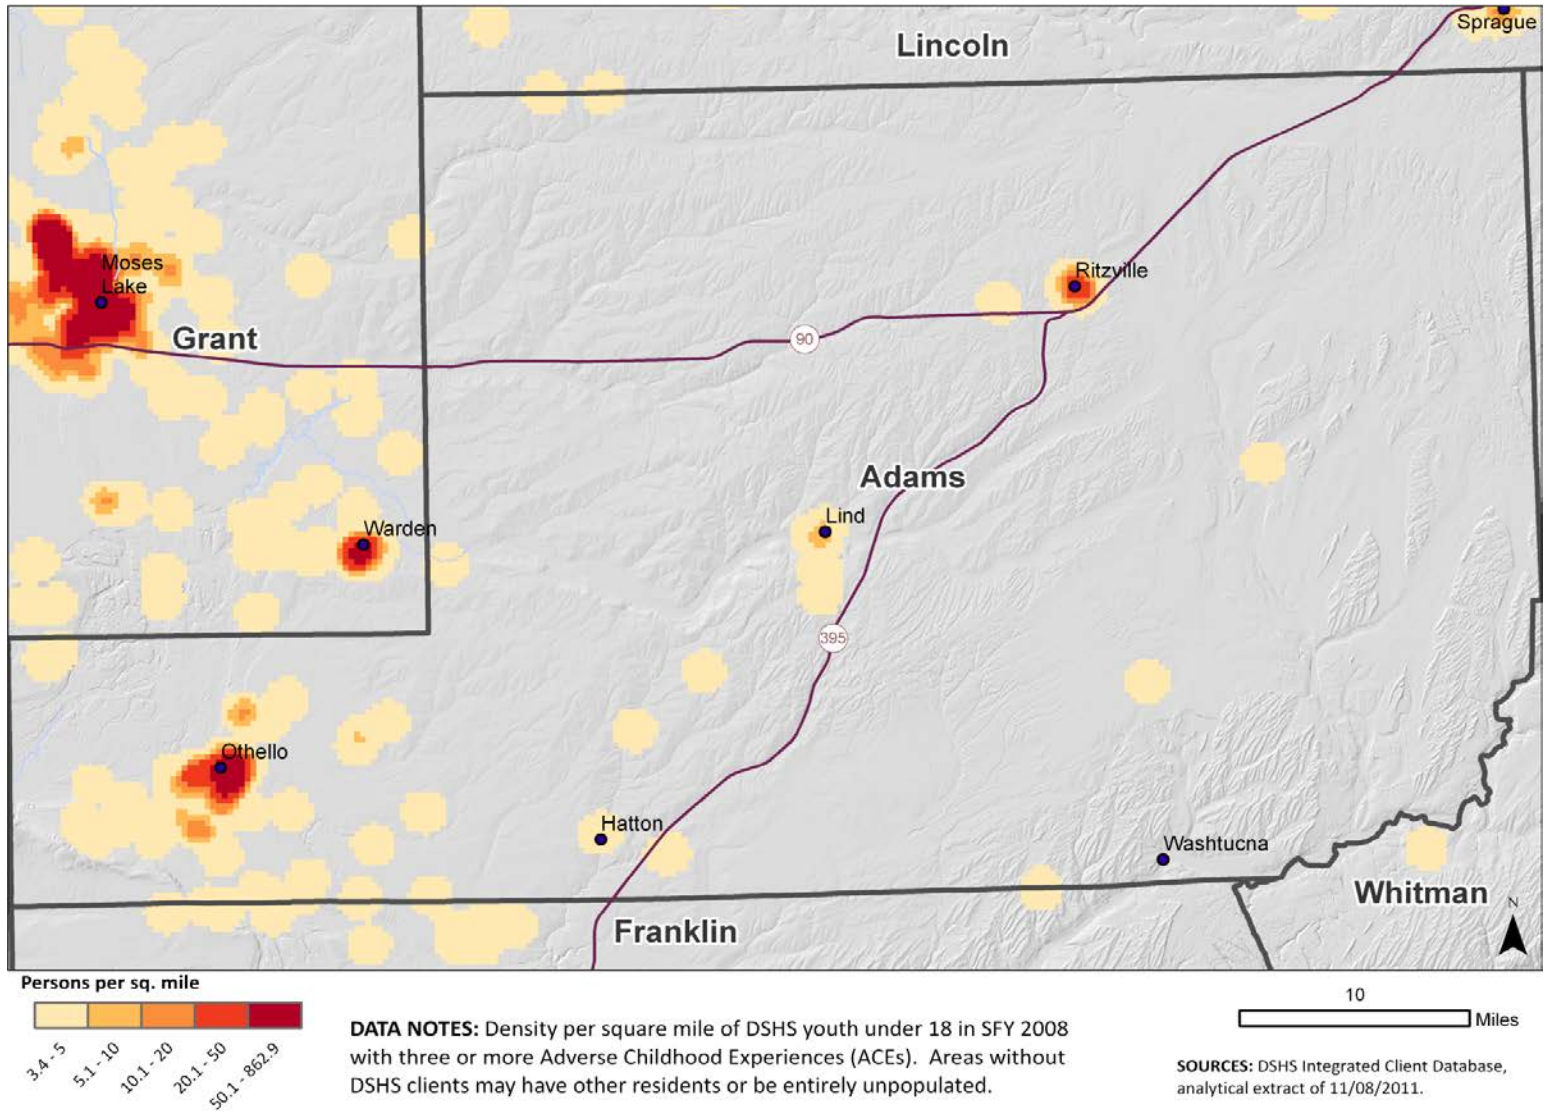 Lincoln
Sprague
Moses
Lake
Ritzville
Grant
90
Adams
Lind
Warden
395
Othello
Hatton
Washtucna
Whitman
Franklin
N
Persons per sq. mile
3.4 - 5
5.1 - 10
10.1 - 20
20.1 - 50
50.1 - 862.9
DATA NOTES: Density per square mile of DSHS youth under 18 in SFY 2008
with three or more Adverse Childhood Experiences (ACEs). Areas without
DSHS clients may have other residents or be entirely unpopulated.
10
Miles
SOURCES: DSHS Integrated Client Database,
analytical extract of 11/08/2011.